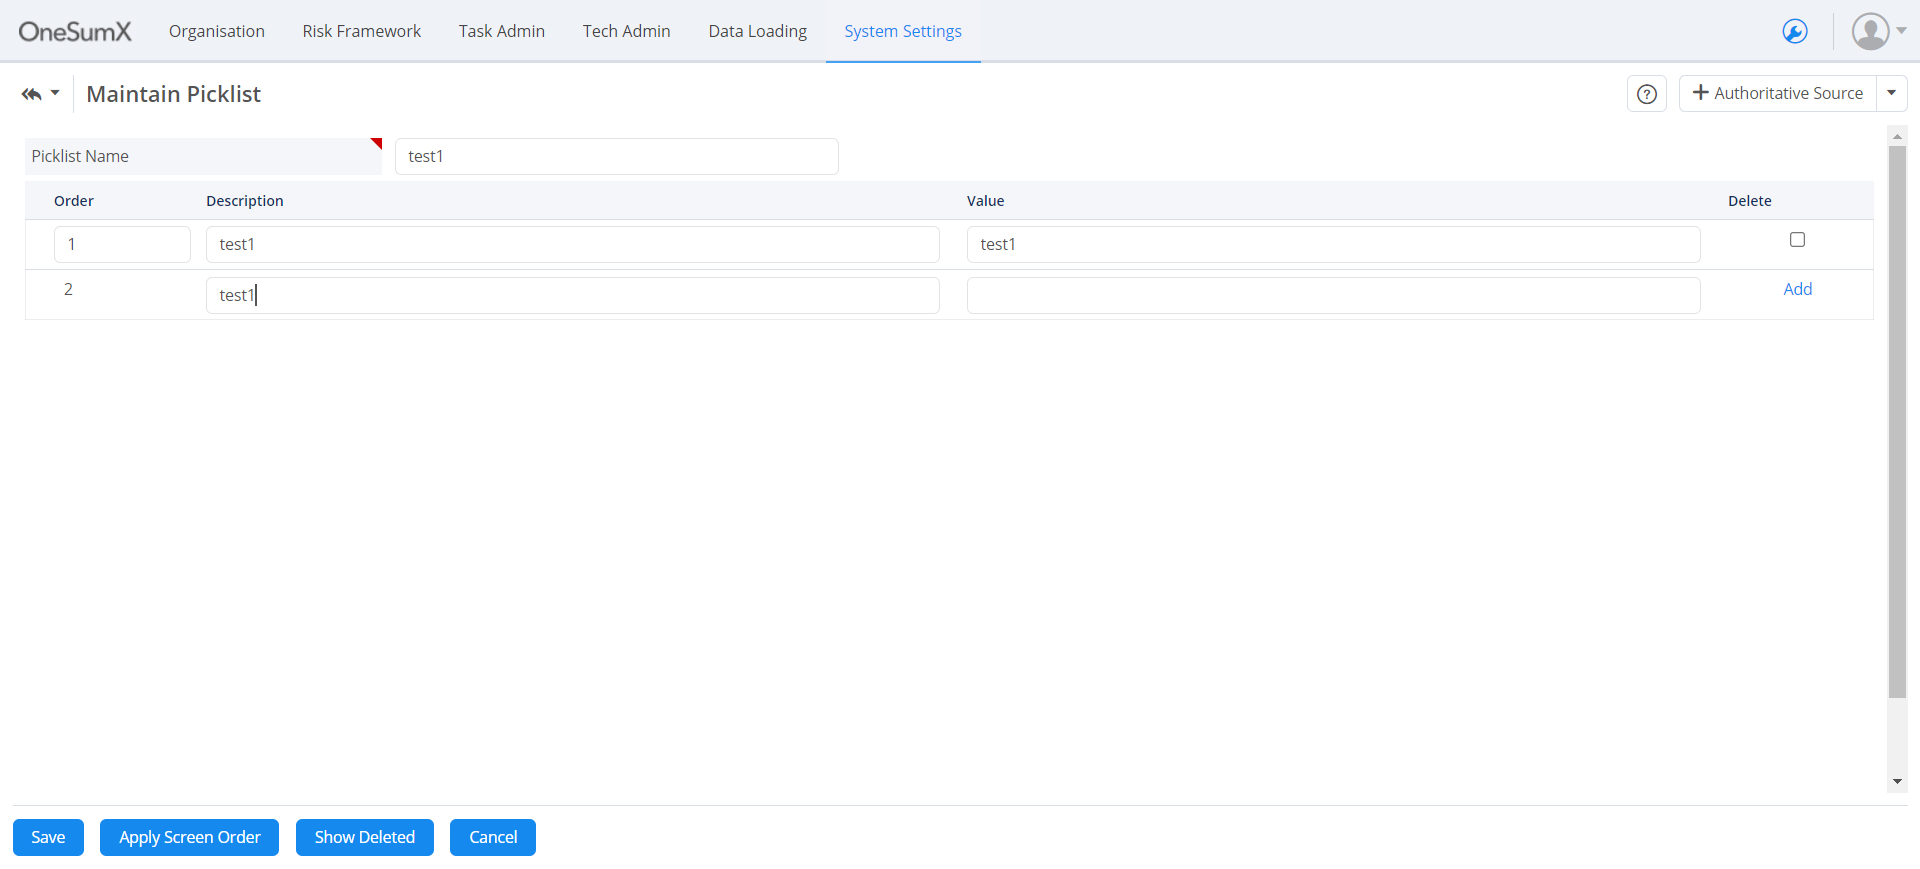 OneSumX Organisation Risk Framework Task Admin Tech Admin Data Loading System Settings
Maintain Picklist ? + Authoritative Source
Picklist Name test1
Order Description Value Delete
1 test1 test1
2 test1 Add
Save Apply Screen Order Show Deleted Cancel